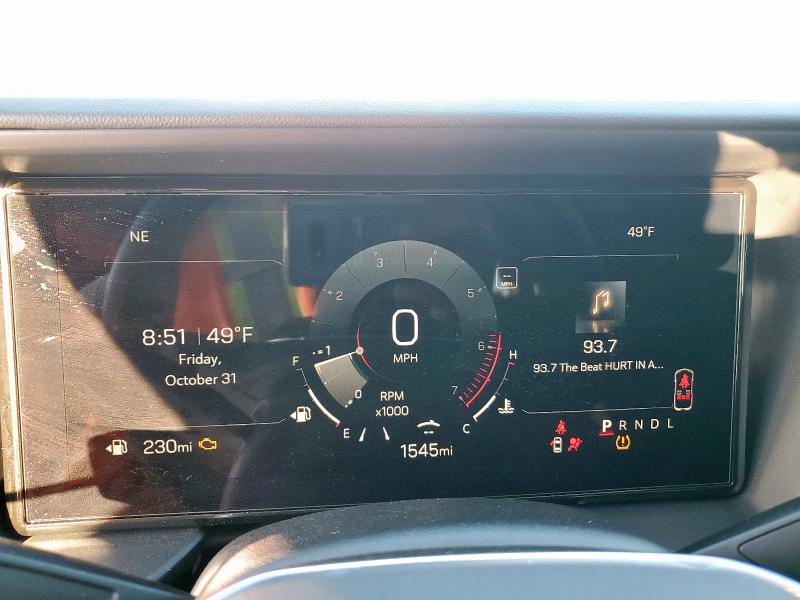 NE
49°F
2
3
4
5
6
7
--
MPH
8:51 | 49°F
Friday,
October 31
F
1
0
MPH
0
RPM
x1000
E
H
C
93.7
93.7 The Beat HURT IN A...
230mi
--
1545mi
P R N D L